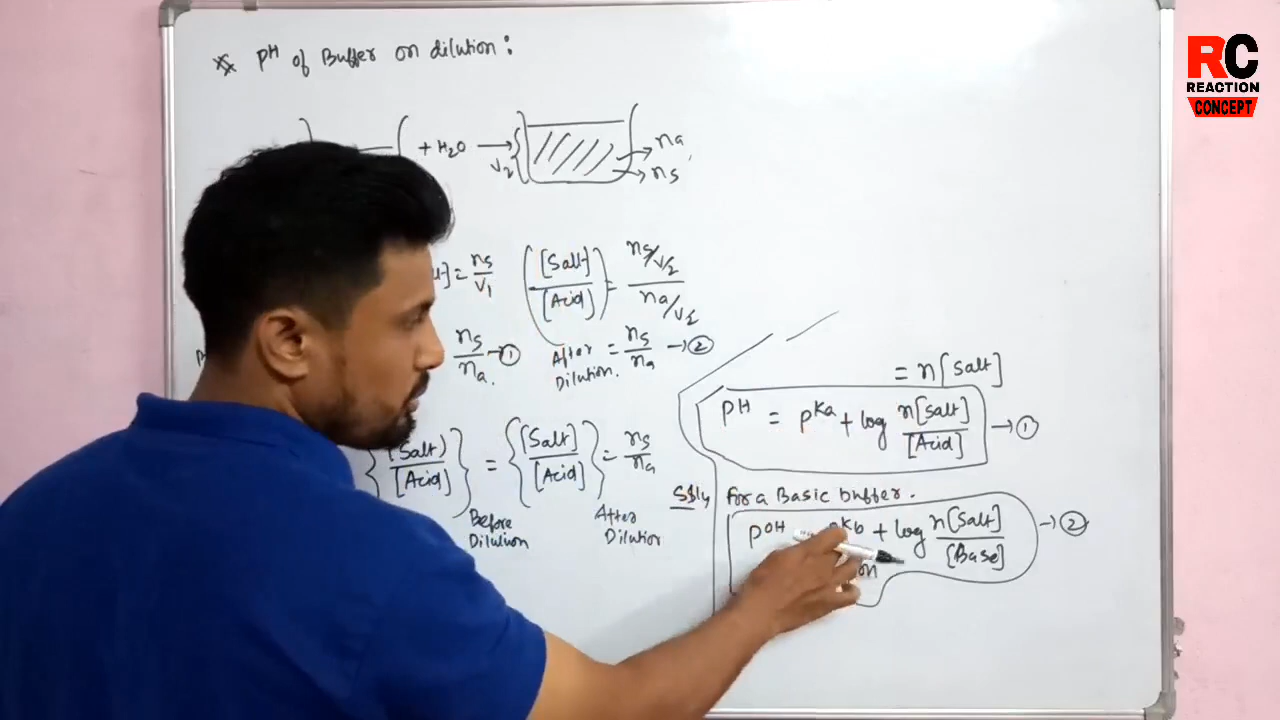 PH of Buffer on dilution:
+ H2O → V2 → na
→ ns
] = ns/V1 [Salt]/[Acid] = ns/V2 / na/V2
ns/na → ① After Dilution. = ns/na → ②
= n[Salt]
PH = PKa + log n[Salt]/[Acid] → ①
[Salt]/[Acid] Before Dilution = [Salt]/[Acid] After Dilution = ns/na
Silly For a Basic buffer.
POH Kb + log n[Salt]/[Base] → ②
RC
REACTION
CONCEPT